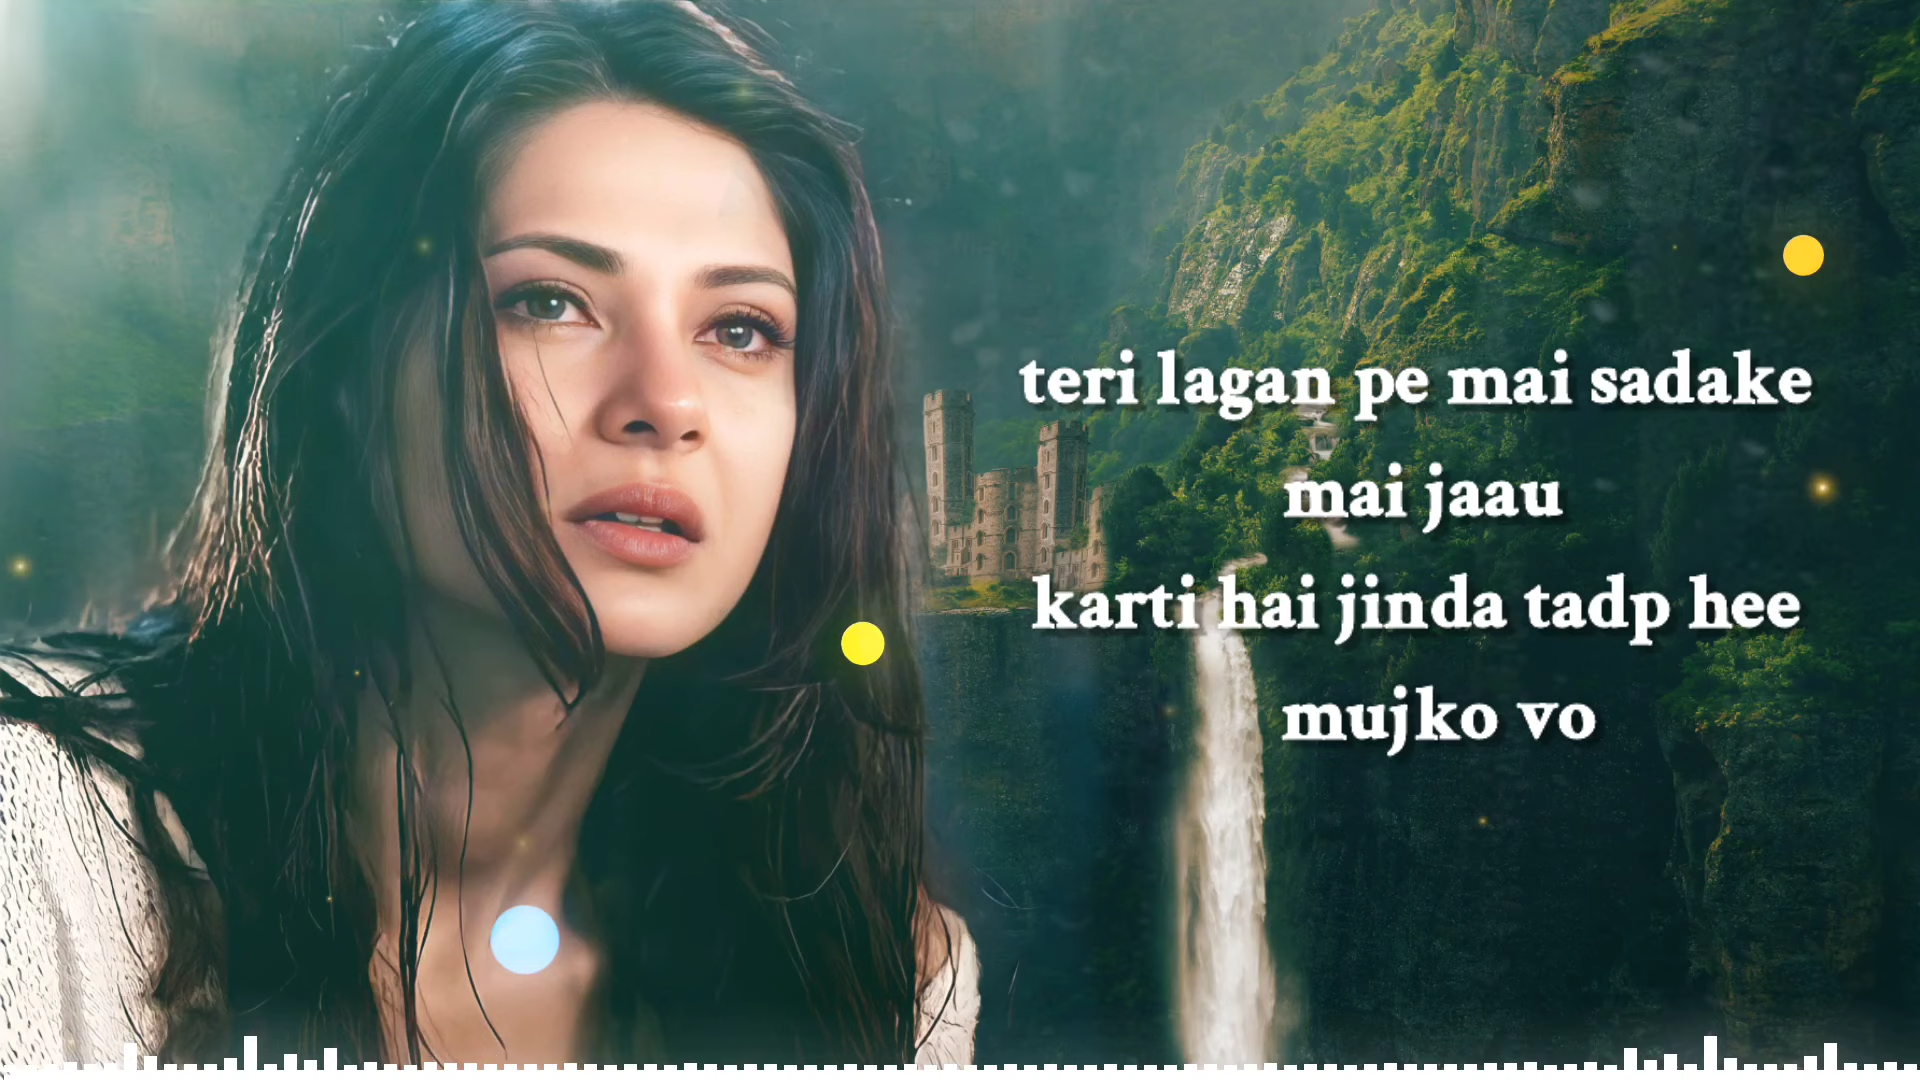 teri lagan pe mai sadake
mai jaau
karti hai jinda tadp hee
mujko vo